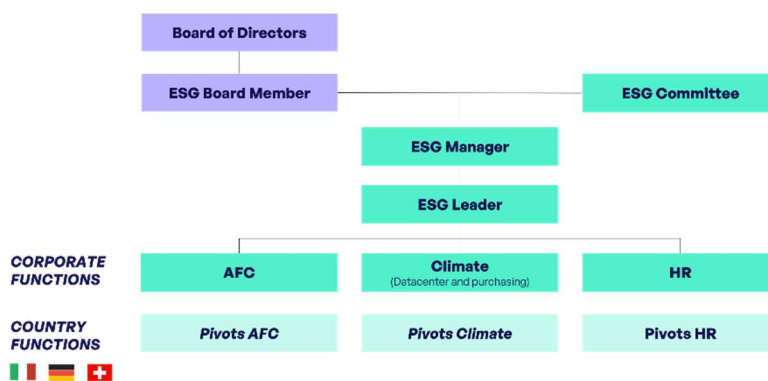 Board of Directors
ESG Board Member
ESG Committee
ESG Manager
ESG Leader
CORPORATE
FUNCTIONS
AFC
Climate
(Datacenter and purchasing)
HR
COUNTRY
FUNCTIONS
Pivots AFC
Pivots Climate
Pivots HR